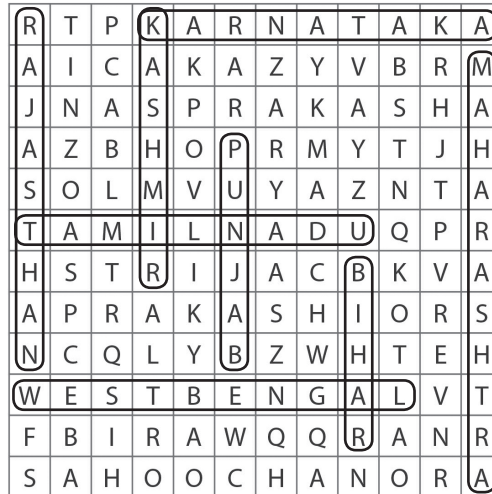 R T P K A R N A T A K A
A I C A K A Z Y V B R M
J N A S P R A K A S H A
A Z B H O P R M Y T J H
S O L M V U Y A Z N T A
T A M I L N A D U Q P R
H S T R I J A C B K V A
A P R A K A S H I O R S
N C Q L Y B Z W H T E H
W E S T B E N G A L V T
F B I R A W Q Q R A N R
S A H O O C H A N O R A